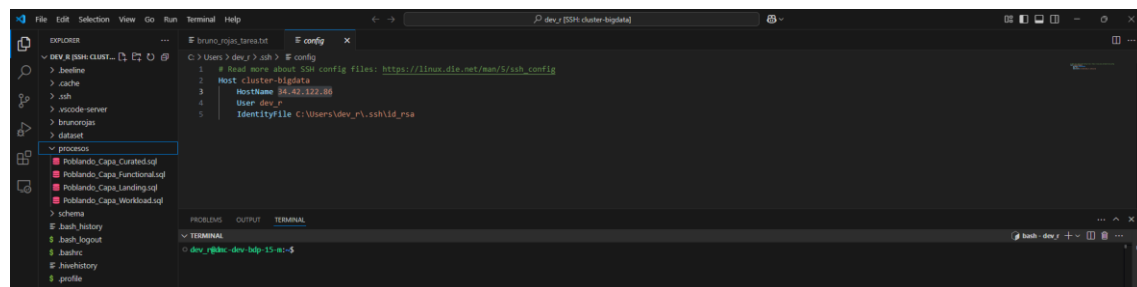 File Edit Selection View Go Run Terminal Help
dev_r [SSH: cluster-bigdata]
EXPLORER
bruno_rojas_tarea.txt
config
DEV_R [SSH: CLUST...
C: > Users > dev_r > .ssh > config
.beeline
.cache
.ssh
.vscode-server
brunorojas
dataset
procesos
Poblando_Capa_Curated.sql
Poblando_Capa_Functional.sql
Poblando_Capa_Landing.sql
Poblando_Capa_Workload.sql
schema
.bash_history
.bash_logout
.bashrc
.hivehistory
.profile
1 # Read more about SSH config files: https://linux.die.net/man/5/ssh_config
2 Host cluster-bigdata
3 HostName 34.42.122.86
4 User dev_r
5 IdentityFile C:\Users\dev_r\.ssh\id_rsa
PROBLEMS OUTPUT TERMINAL
TERMINAL
bash - dev_r
dev_r@dmc-dev-bdp-15-m:~$